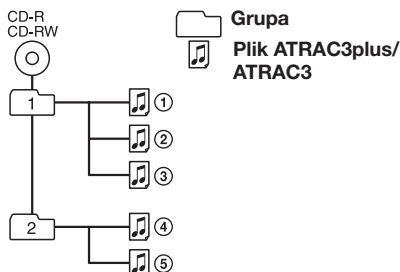 CD-R
CD-RW
Grupa
Plik ATRAC3plus/
ATRAC3
1
①
②
③
2
④
⑤